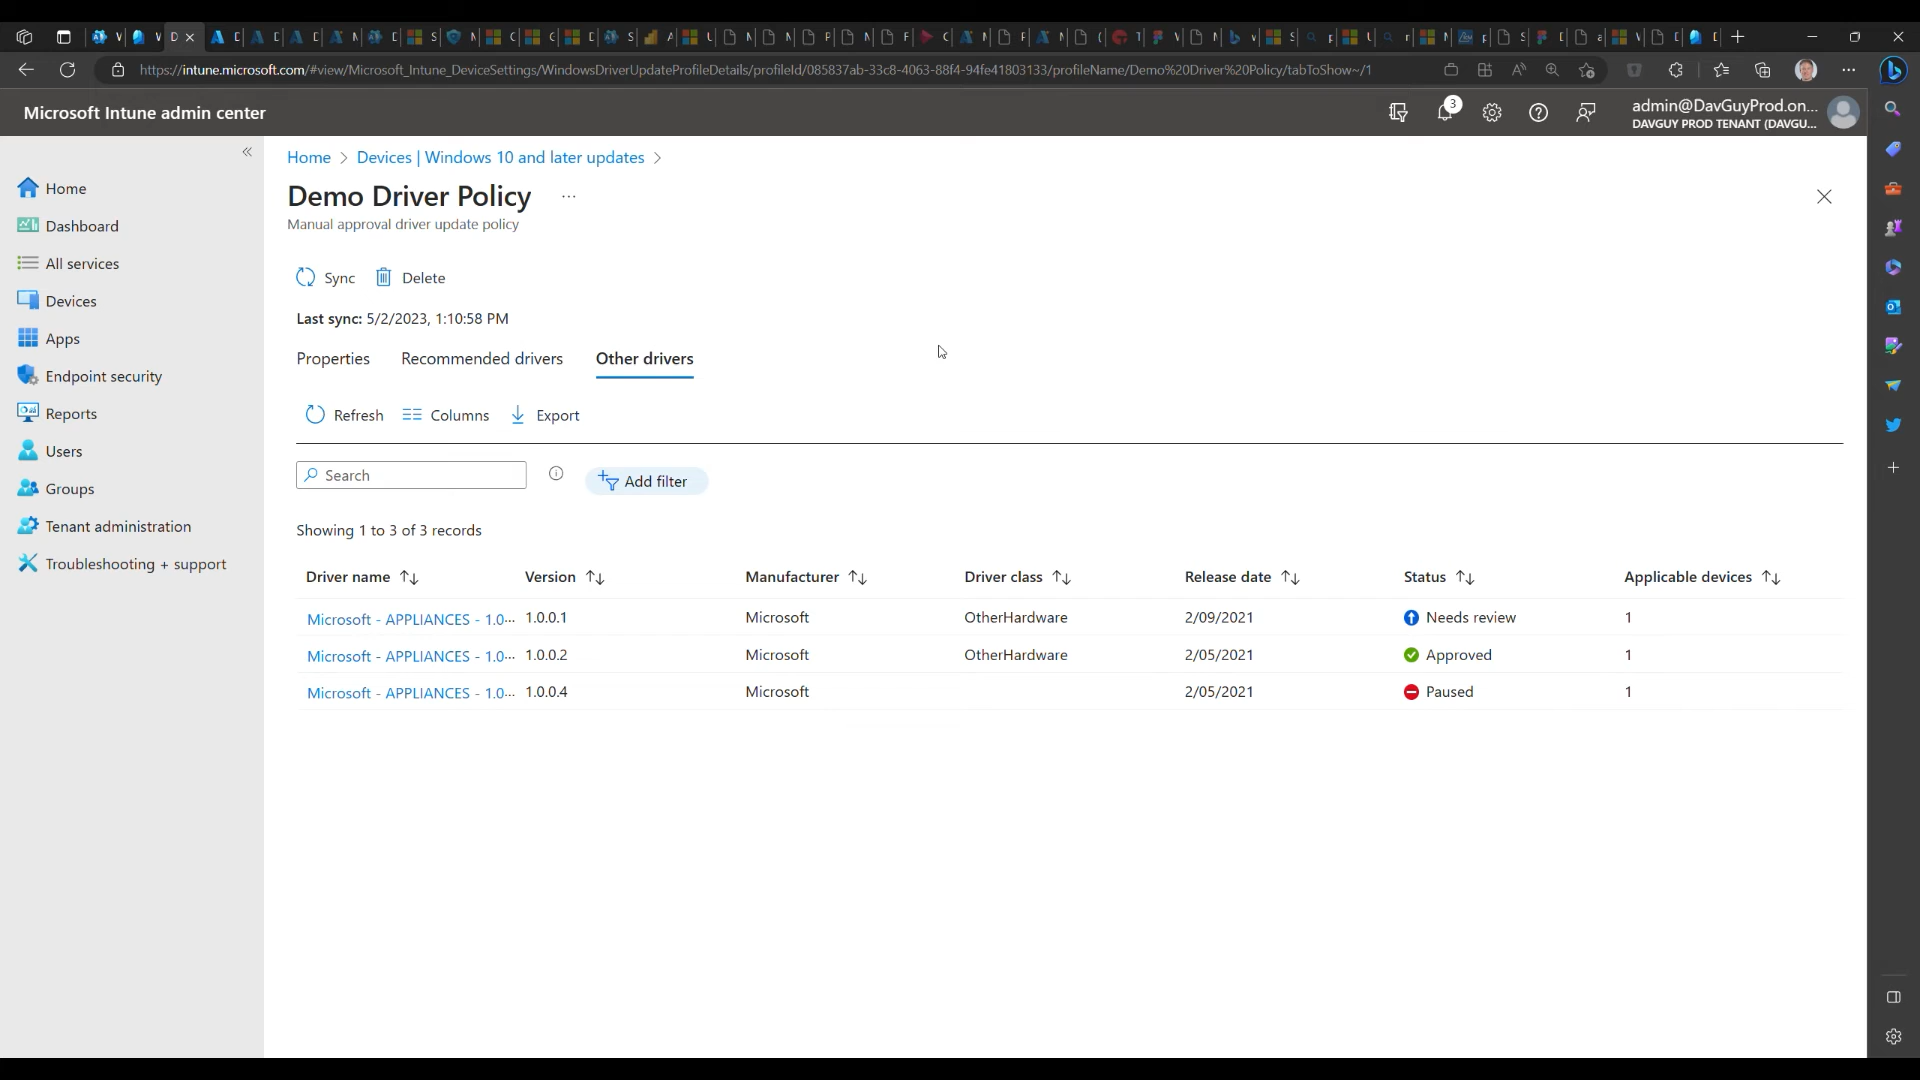 https://intune.microsoft.com/#view/Microsoft_Intune_DeviceSettings/WindowsDriverUpdateProfileDetails/profileId/085837ab-33c8-4063-88f4-94fe41803133/profileName/Demo%20Driver%20Policy/tabToShow~/1
Microsoft Intune admin center
3
admin@DavGuyProd.on...
DAVGUY PROD TENANT (DAVGU...
Home
Dashboard
All services
Devices
Apps
Endpoint security
Reports
Users
Groups
Tenant administration
Troubleshooting + support
Home > Devices | Windows 10 and later updates >
Demo Driver Policy ...
Manual approval driver update policy
Sync Delete
Last sync: 5/2/2023, 1:10:58 PM
Properties Recommended drivers Other drivers
Refresh Columns Export
Search
Add filter
Showing 1 to 3 of 3 records
Driver name Version Manufacturer Driver class Release date Status Applicable devices
Microsoft - APPLIANCES - 1.0... 1.0.0.1 Microsoft OtherHardware 2/09/2021 Needs review 1
Microsoft - APPLIANCES - 1.0... 1.0.0.2 Microsoft OtherHardware 2/05/2021 Approved 1
Microsoft - APPLIANCES - 1.0... 1.0.0.4 Microsoft 2/05/2021 Paused 1